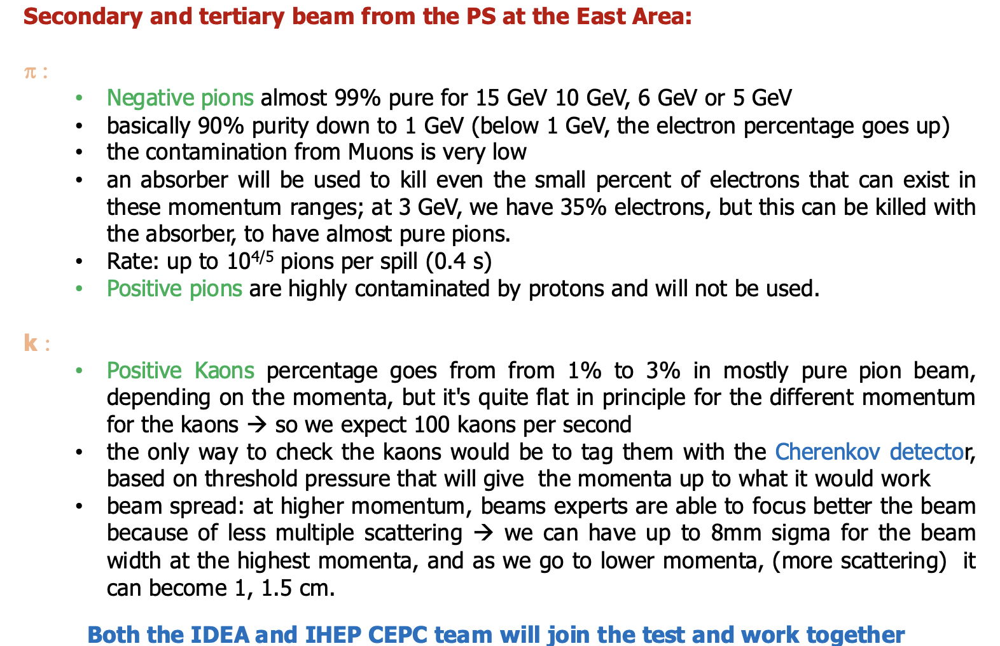 Secondary and tertiary beam from the PS at the East Area:
π :
• Negative pions almost 99% pure for 15 GeV 10 GeV, 6 GeV or 5 GeV
• basically 90% purity down to 1 GeV (below 1 GeV, the electron percentage goes up)
• the contamination from Muons is very low
• an absorber will be used to kill even the small percent of electrons that can exist in
these momentum ranges; at 3 GeV, we have 35% electrons, but this can be killed with
the absorber, to have almost pure pions.
• Rate: up to 10⁴ᐟ⁵ pions per spill (0.4 s)
• Positive pions are highly contaminated by protons and will not be used.
k :
• Positive Kaons percentage goes from from 1% to 3% in mostly pure pion beam,
depending on the momenta, but it's quite flat in principle for the different momentum
for the kaons → so we expect 100 kaons per second
• the only way to check the kaons would be to tag them with the Cherenkov detector,
based on threshold pressure that will give  the momenta up to what it would work
• beam spread: at higher momentum, beams experts are able to focus better the beam
because of less multiple scattering → we can have up to 8mm sigma for the beam
width at the highest momenta, and as we go to lower momenta, (more scattering)  it
can become 1, 1.5 cm.
Both the IDEA and IHEP CEPC team will join the test and work together